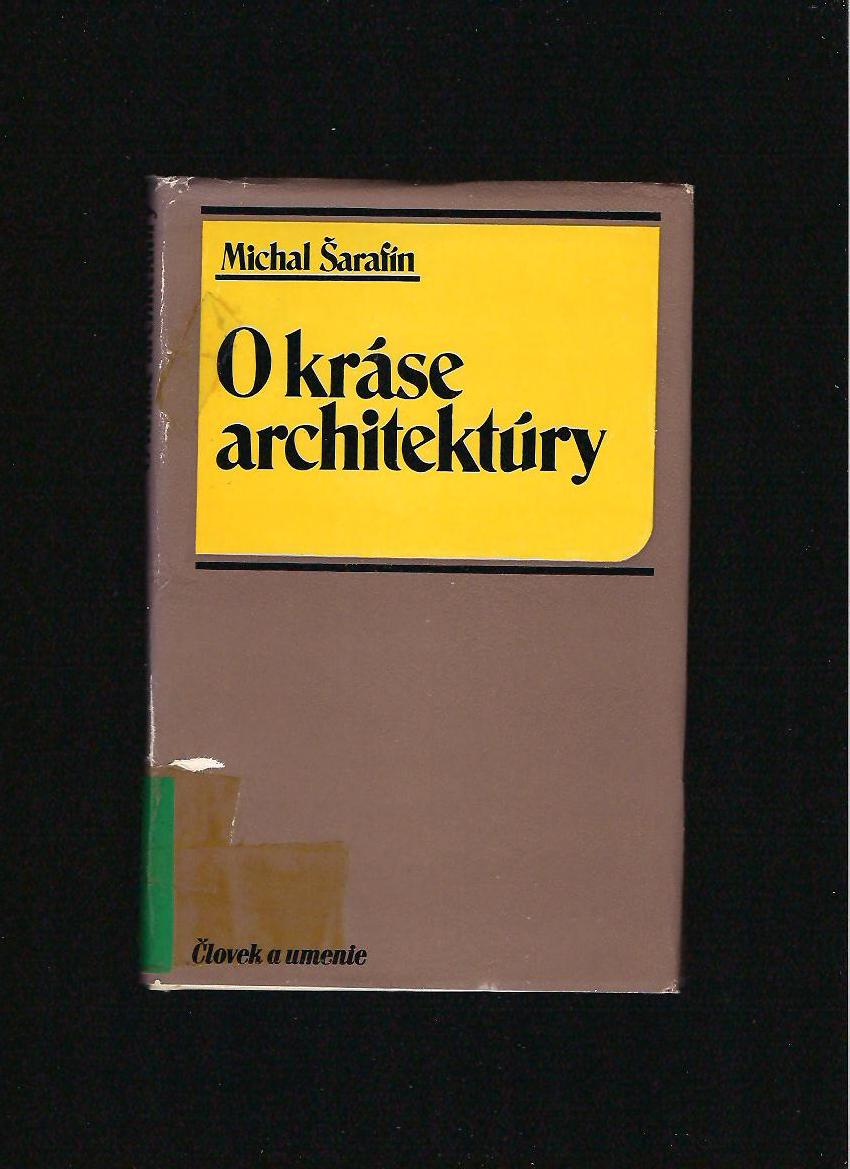 Michal Šarafín
O kráse
architektúry
Človek a umenie